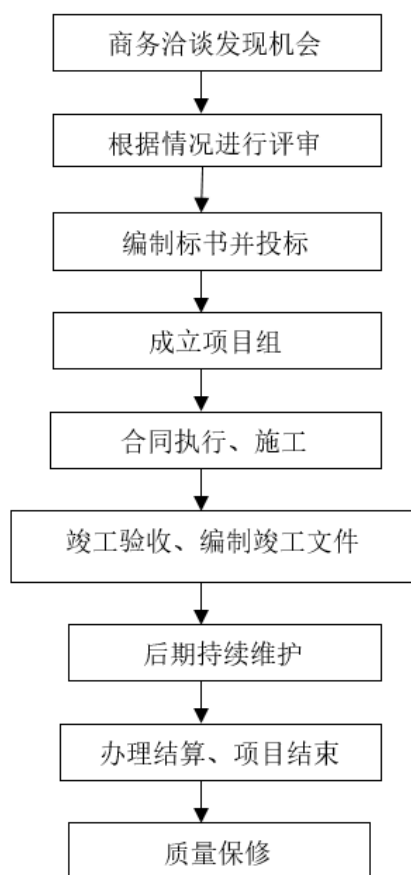 商务洽谈发现机会
根据情况进行评审
编制标书并投标
成立项目组
合同执行、施工
竣工验收、编制竣工文件
后期持续维护
办理结算、项目结束
质量保修